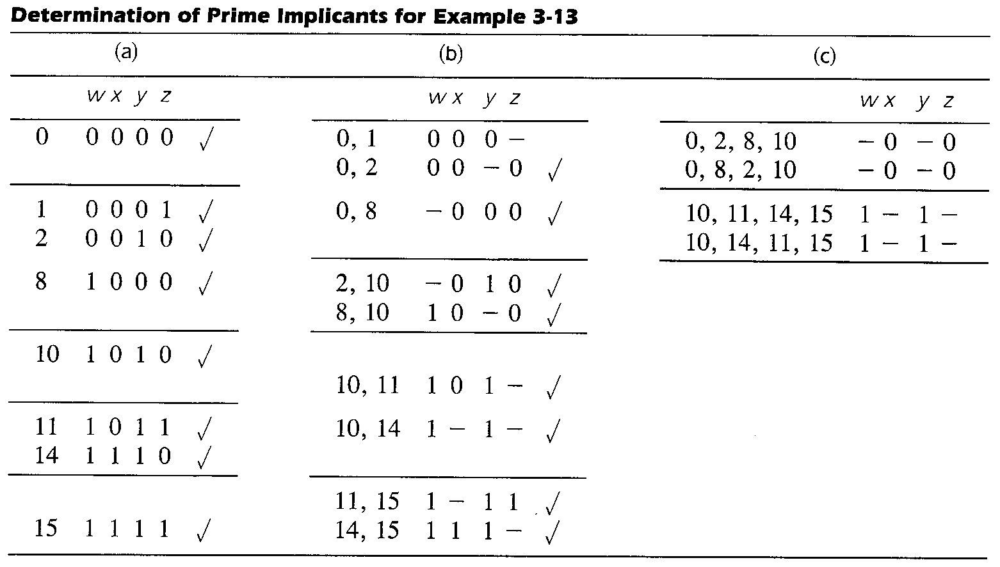 Determination of Prime Implicants for Example 3-13
(a) (b) (c)
w x y z w x y z w x y z
0 0 0 0 0 √ 0, 1 0 0 0 – 0, 2, 8, 10 – 0 – 0
0, 2 0 0 – 0 √ 0, 8, 2, 10 – 0 – 0
1 0 0 0 1 √ 0, 8 – 0 0 0 √ 10, 11, 14, 15 1 – 1 –
2 0 0 1 0 √ 10, 14, 11, 15 1 – 1 –
8 1 0 0 0 √ 2, 10 – 0 1 0 √
8, 10 1 0 – 0 √
10 1 0 1 0 √
10, 11 1 0 1 – √
11 1 0 1 1 √ 10, 14 1 – 1 – √
14 1 1 1 0 √
11, 15 1 – 1 1 √
15 1 1 1 1 √ 14, 15 1 1 1 – √